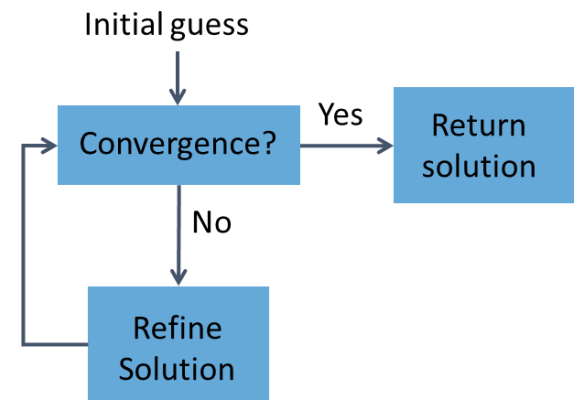 Initial guess
Convergence?
Yes
Return
solution
No
Refine
Solution